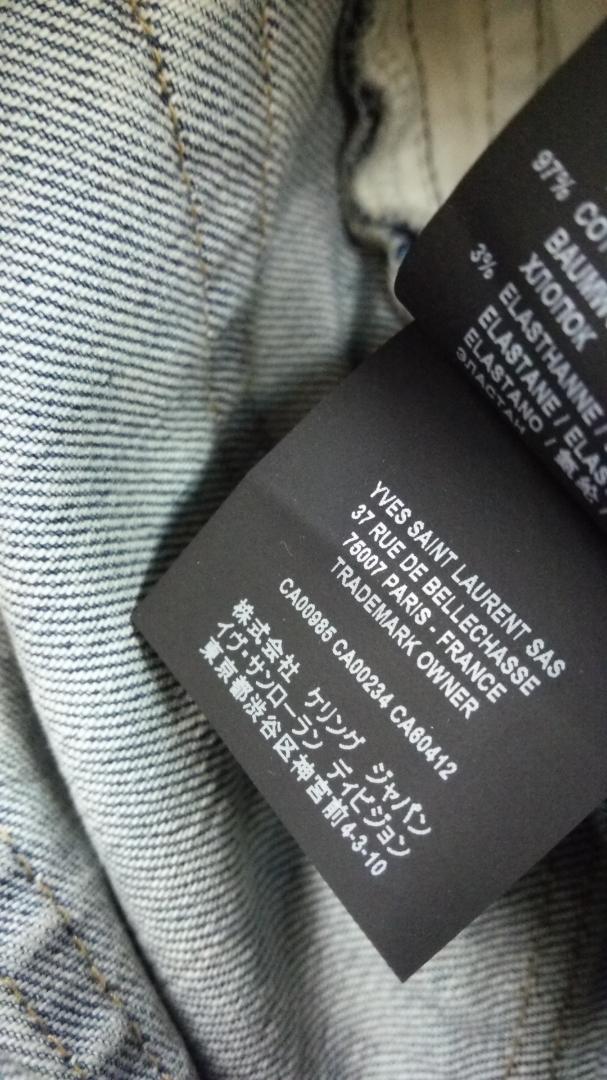 97%
BAUMW
ХЛОПОК
3% ELASTHANNE /
ELASTANE / ELAS
ELASTANO /
ЭЛАСТАН /
YVES SAINT LAURENT SAS
37 RUE DE BELLECHASSE
75007 PARIS - FRANCE
TRADEMARK OWNER
CA00985 CA00234 CA60412
株式会社 ケリング ジャパン
イヴ・サンローラン ディビジョン
東京都渋谷区神宮前4-3-10